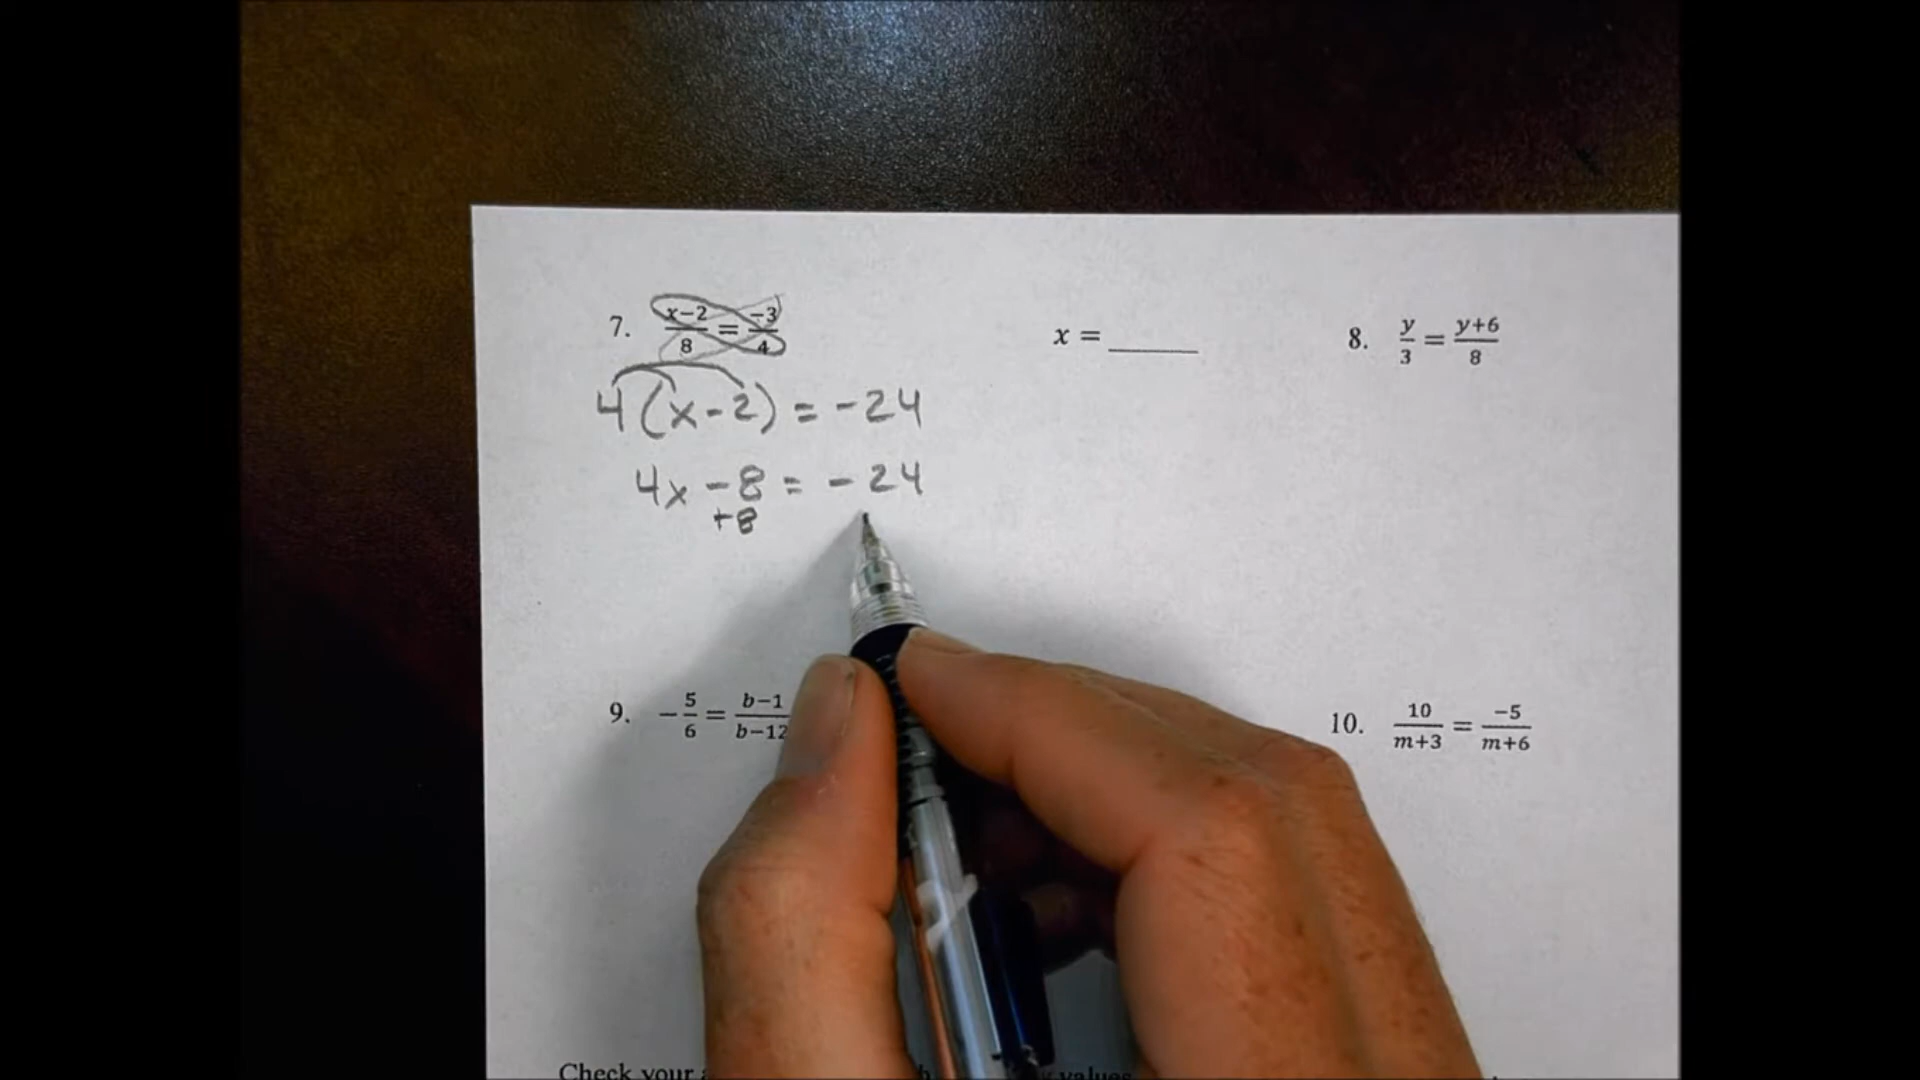 7. x−2/8 = −3/4
x = ______
8. y/3 = y+6/8
4(x-2) = -24
4x - 8 = - 24
+8
9. −5/6 = b−1/b−12
10. 10/m+3 = −5/m+6
Check your values